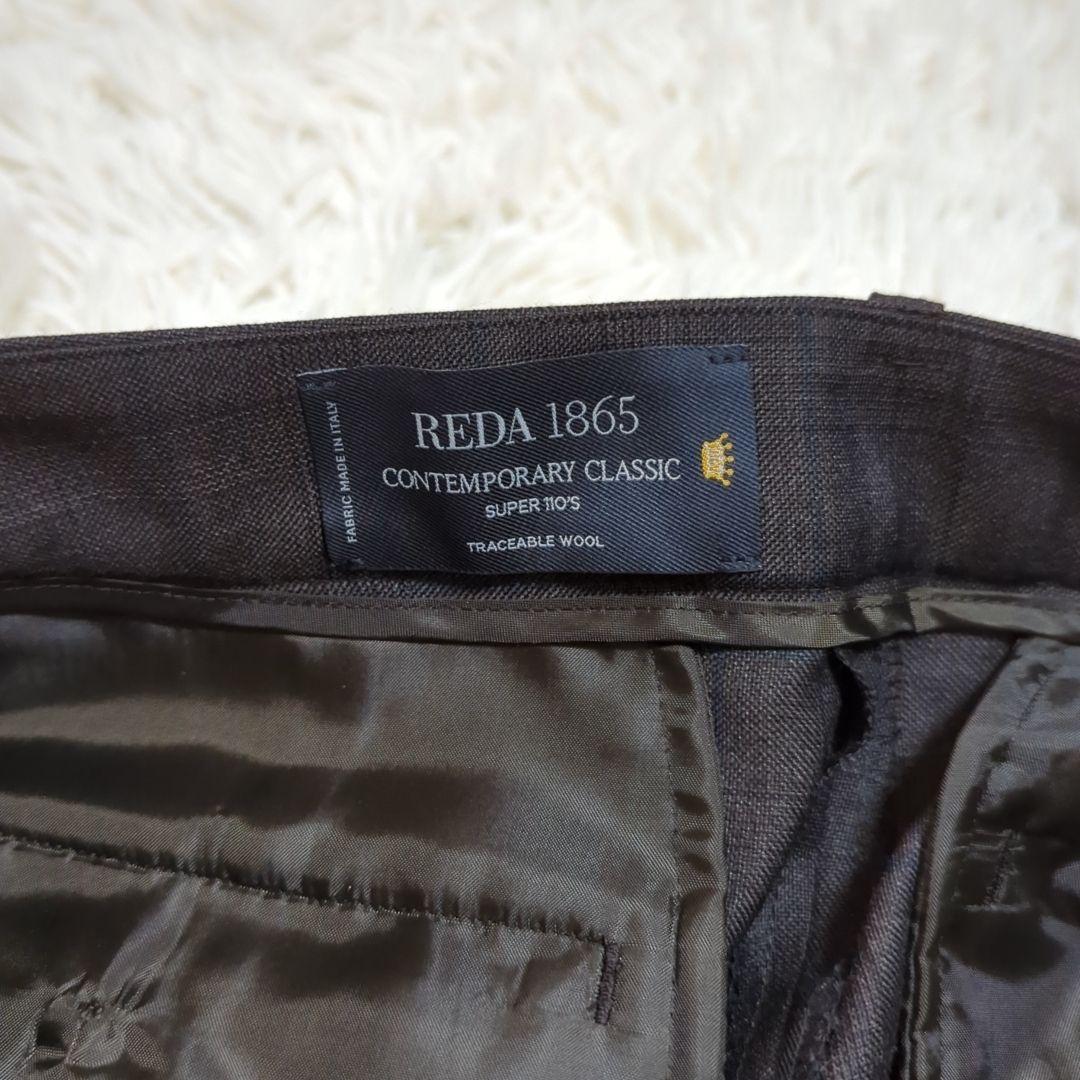 REDA 1865
CONTEMPORARY CLASSIC
SUPER 110'S
TRACEABLE WOOL
FABRIC MADE IN ITALY